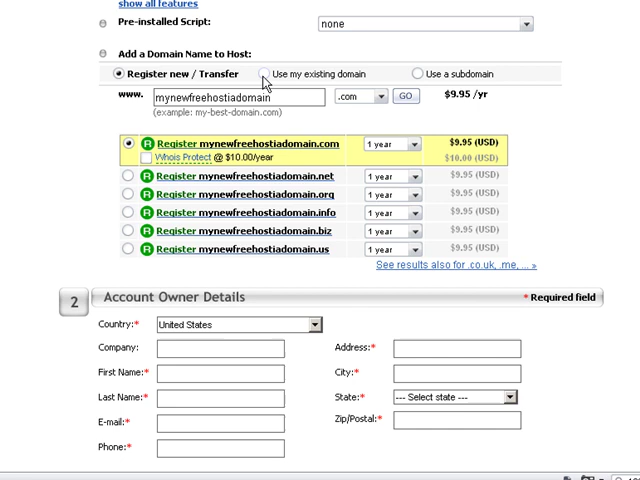 show all features
Pre-installed Script: none
Add a Domain Name to Host:
Register new / Transfer Use my existing domain Use a subdomain
www. mynewfreehostiadomain .com GO $9.95 /yr
(example: my-best-domain.com)
R Register mynewfreehostiadomain.com 1 year $9.95 (USD)
Whois Protect @ $10.00/year $10.00 (USD)
R Register mynewfreehostiadomain.net 1 year $9.95 (USD)
R Register mynewfreehostiadomain.org 1 year $9.95 (USD)
R Register mynewfreehostiadomain.info 1 year $9.95 (USD)
R Register mynewfreehostiadomain.biz 1 year $9.95 (USD)
R Register mynewfreehostiadomain.us 1 year $9.95 (USD)
See results also for .co.uk, .me, ... »
2 Account Owner Details * Required field
Country:* United States
Company: Address:*
First Name:* City:*
Last Name:* State:* --- Select state ---
E-mail:* Zip/Postal:*
Phone:*